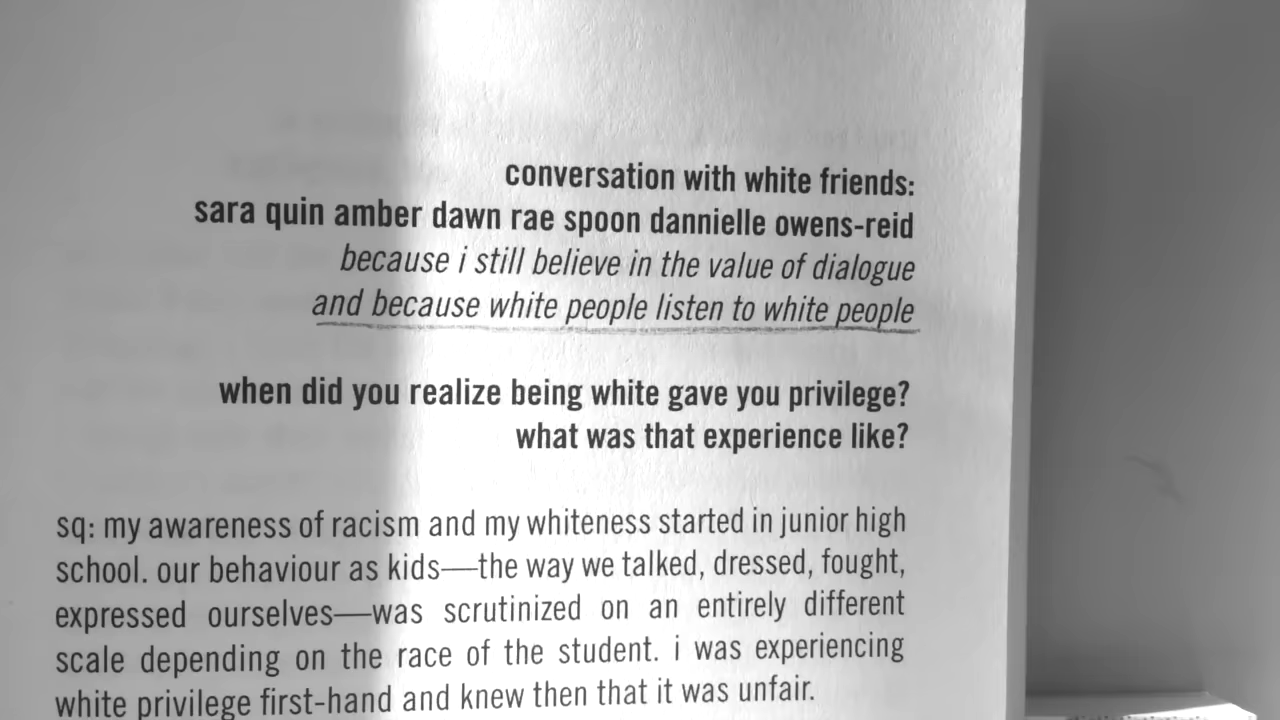 conversation with white friends:
sara quin amber dawn rae spoon dannielle owens-reid
because i still believe in the value of dialogue
and because white people listen to white people
when did you realize being white gave you privilege?
what was that experience like?
sq: my awareness of racism and my whiteness started in junior high
school. our behaviour as kids—the way we talked, dressed, fought,
expressed ourselves—was scrutinized on an entirely different
scale depending on the race of the student. i was experiencing
white privilege first-hand and knew then that it was unfair.